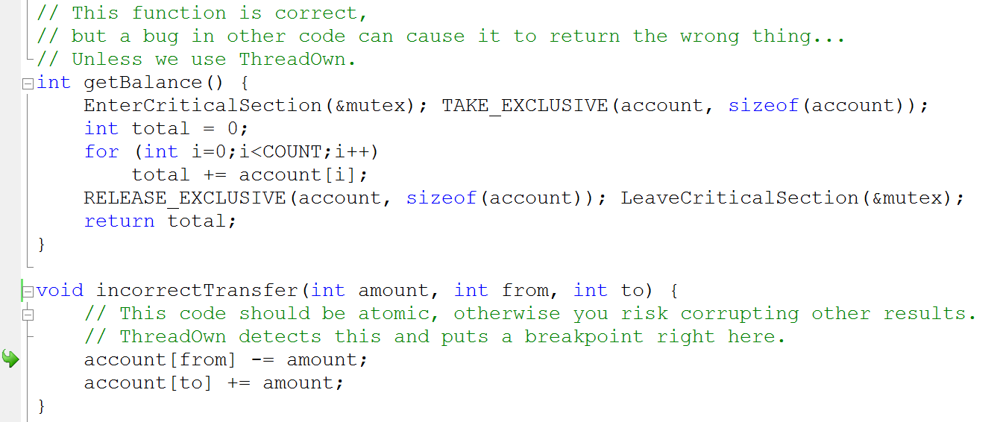 // This function is correct,
// but a bug in other code can cause it to return the wrong thing...
// Unless we use ThreadOwn.
int getBalance() {
EnterCriticalSection(&mutex); TAKE_EXCLUSIVE(account, sizeof(account));
int total = 0;
for (int i=0;i<COUNT;i++)
total += account[i];
RELEASE_EXCLUSIVE(account, sizeof(account)); LeaveCriticalSection(&mutex);
return total;
}
void incorrectTransfer(int amount, int from, int to) {
// This code should be atomic, otherwise you risk corrupting other results.
// ThreadOwn detects this and puts a breakpoint right here.
account[from] -= amount;
account[to] += amount;
}